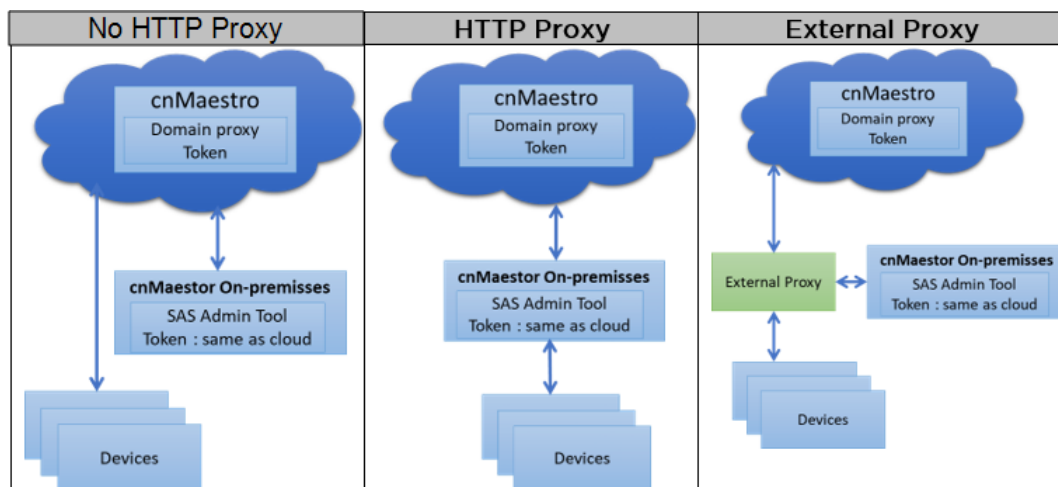 No HTTP Proxy
cnMaestro
Domain proxy
Token
cnMaestor On-premisses
SAS Admin Tool
Token : same as cloud
Devices
HTTP Proxy
cnMaestro
Domain proxy
Token
cnMaestor On-premisses
SAS Admin Tool
Token : same as cloud
Devices
External Proxy
cnMaestro
Domain proxy
Token
External Proxy
cnMaestor On-premisses
SAS Admin Tool
Token : same as cloud
Devices